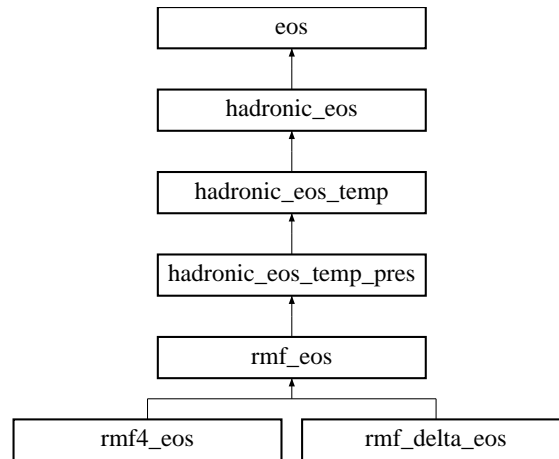 eos
hadronic_eos
hadronic_eos_temp
hadronic_eos_temp_pres
rmf_eos
rmf4_eos
rmf_delta_eos